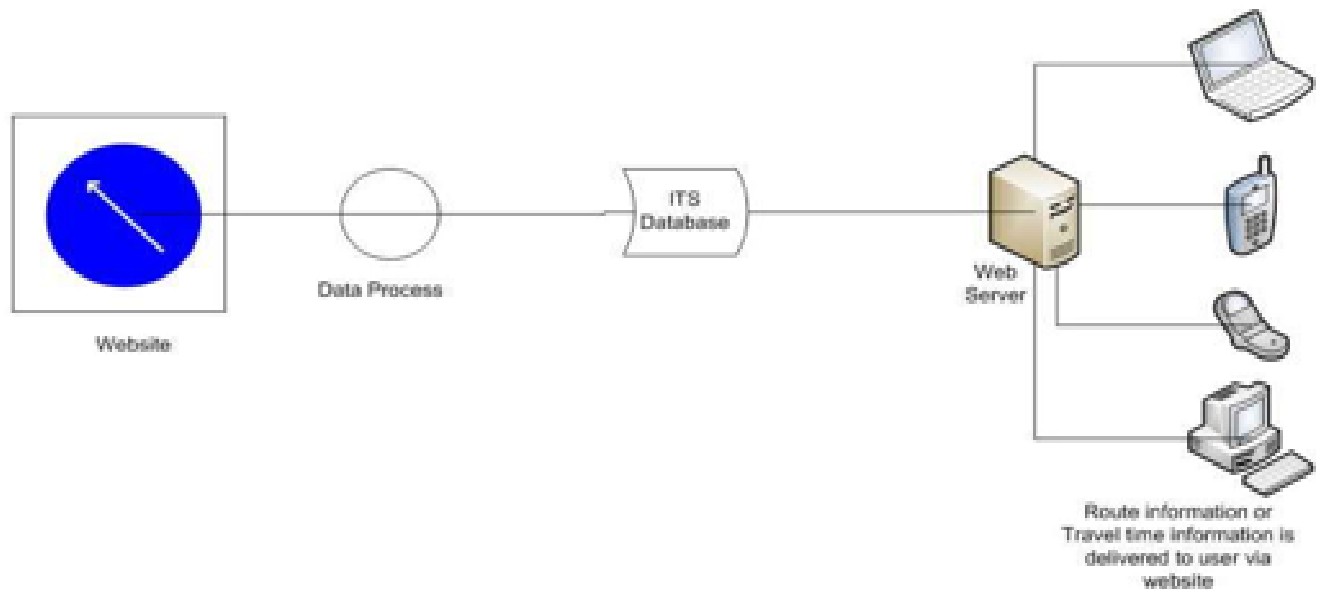 Website
Data Process
ITS
Database
Web
Server
Route information or
Travel time information is
delivered to user via
website